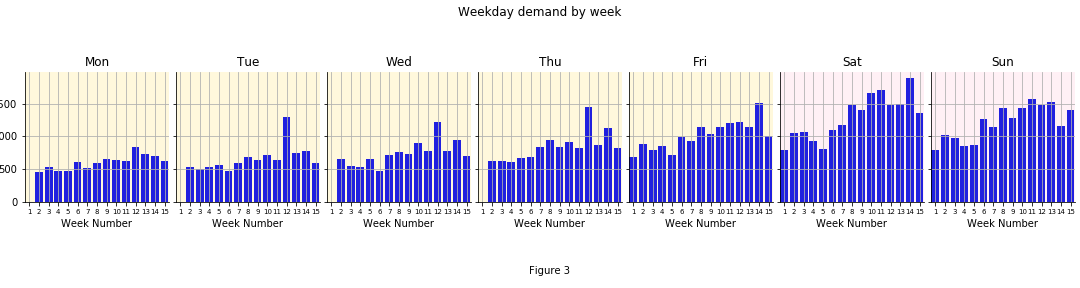 Weekday demand by week
Mon Tue Wed Thu Fri Sat Sun
500
000
500
0
1 2 3 4 5 6 7 8 9 10 11 12 13 14 15 1 2 3 4 5 6 7 8 9 10 11 12 13 14 15 1 2 3 4 5 6 7 8 9 10 11 12 13 14 15 1 2 3 4 5 6 7 8 9 10 11 12 13 14 15 1 2 3 4 5 6 7 8 9 10 11 12 13 14 15 1 2 3 4 5 6 7 8 9 10 11 12 13 14 15 1 2 3 4 5 6 7 8 9 10 11 12 13 14 15
Week Number Week Number Week Number Week Number Week Number Week Number Week Number
Figure 3